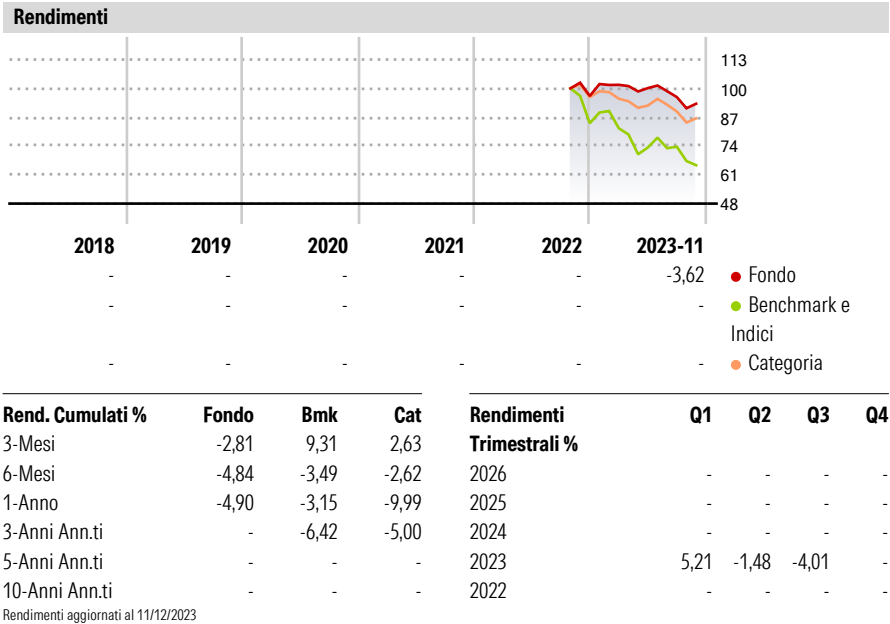 Rendimenti
113
100
87
74
61
48
2018 2019 2020 2021 2022 2023-11
- - - - - -3,62 Fondo
- - - - - - Benchmark e
Indici
- - - - - - Categoria
Rend. Cumulati % Fondo Bmk Cat
3-Mesi -2,81 9,31 2,63
6-Mesi -4,84 -3,49 -2,62
1-Anno -4,90 -3,15 -9,99
3-Anni Ann.ti - -6,42 -5,00
5-Anni Ann.ti - - -
10-Anni Ann.ti - - -
Rendimenti aggiornati al 11/12/2023
Rendimenti Q1 Q2 Q3 Q4
Trimestrali %
2026 - - - -
2025 - - - -
2024 - - - -
2023 5,21 -1,48 -4,01 -
2022 - - - -